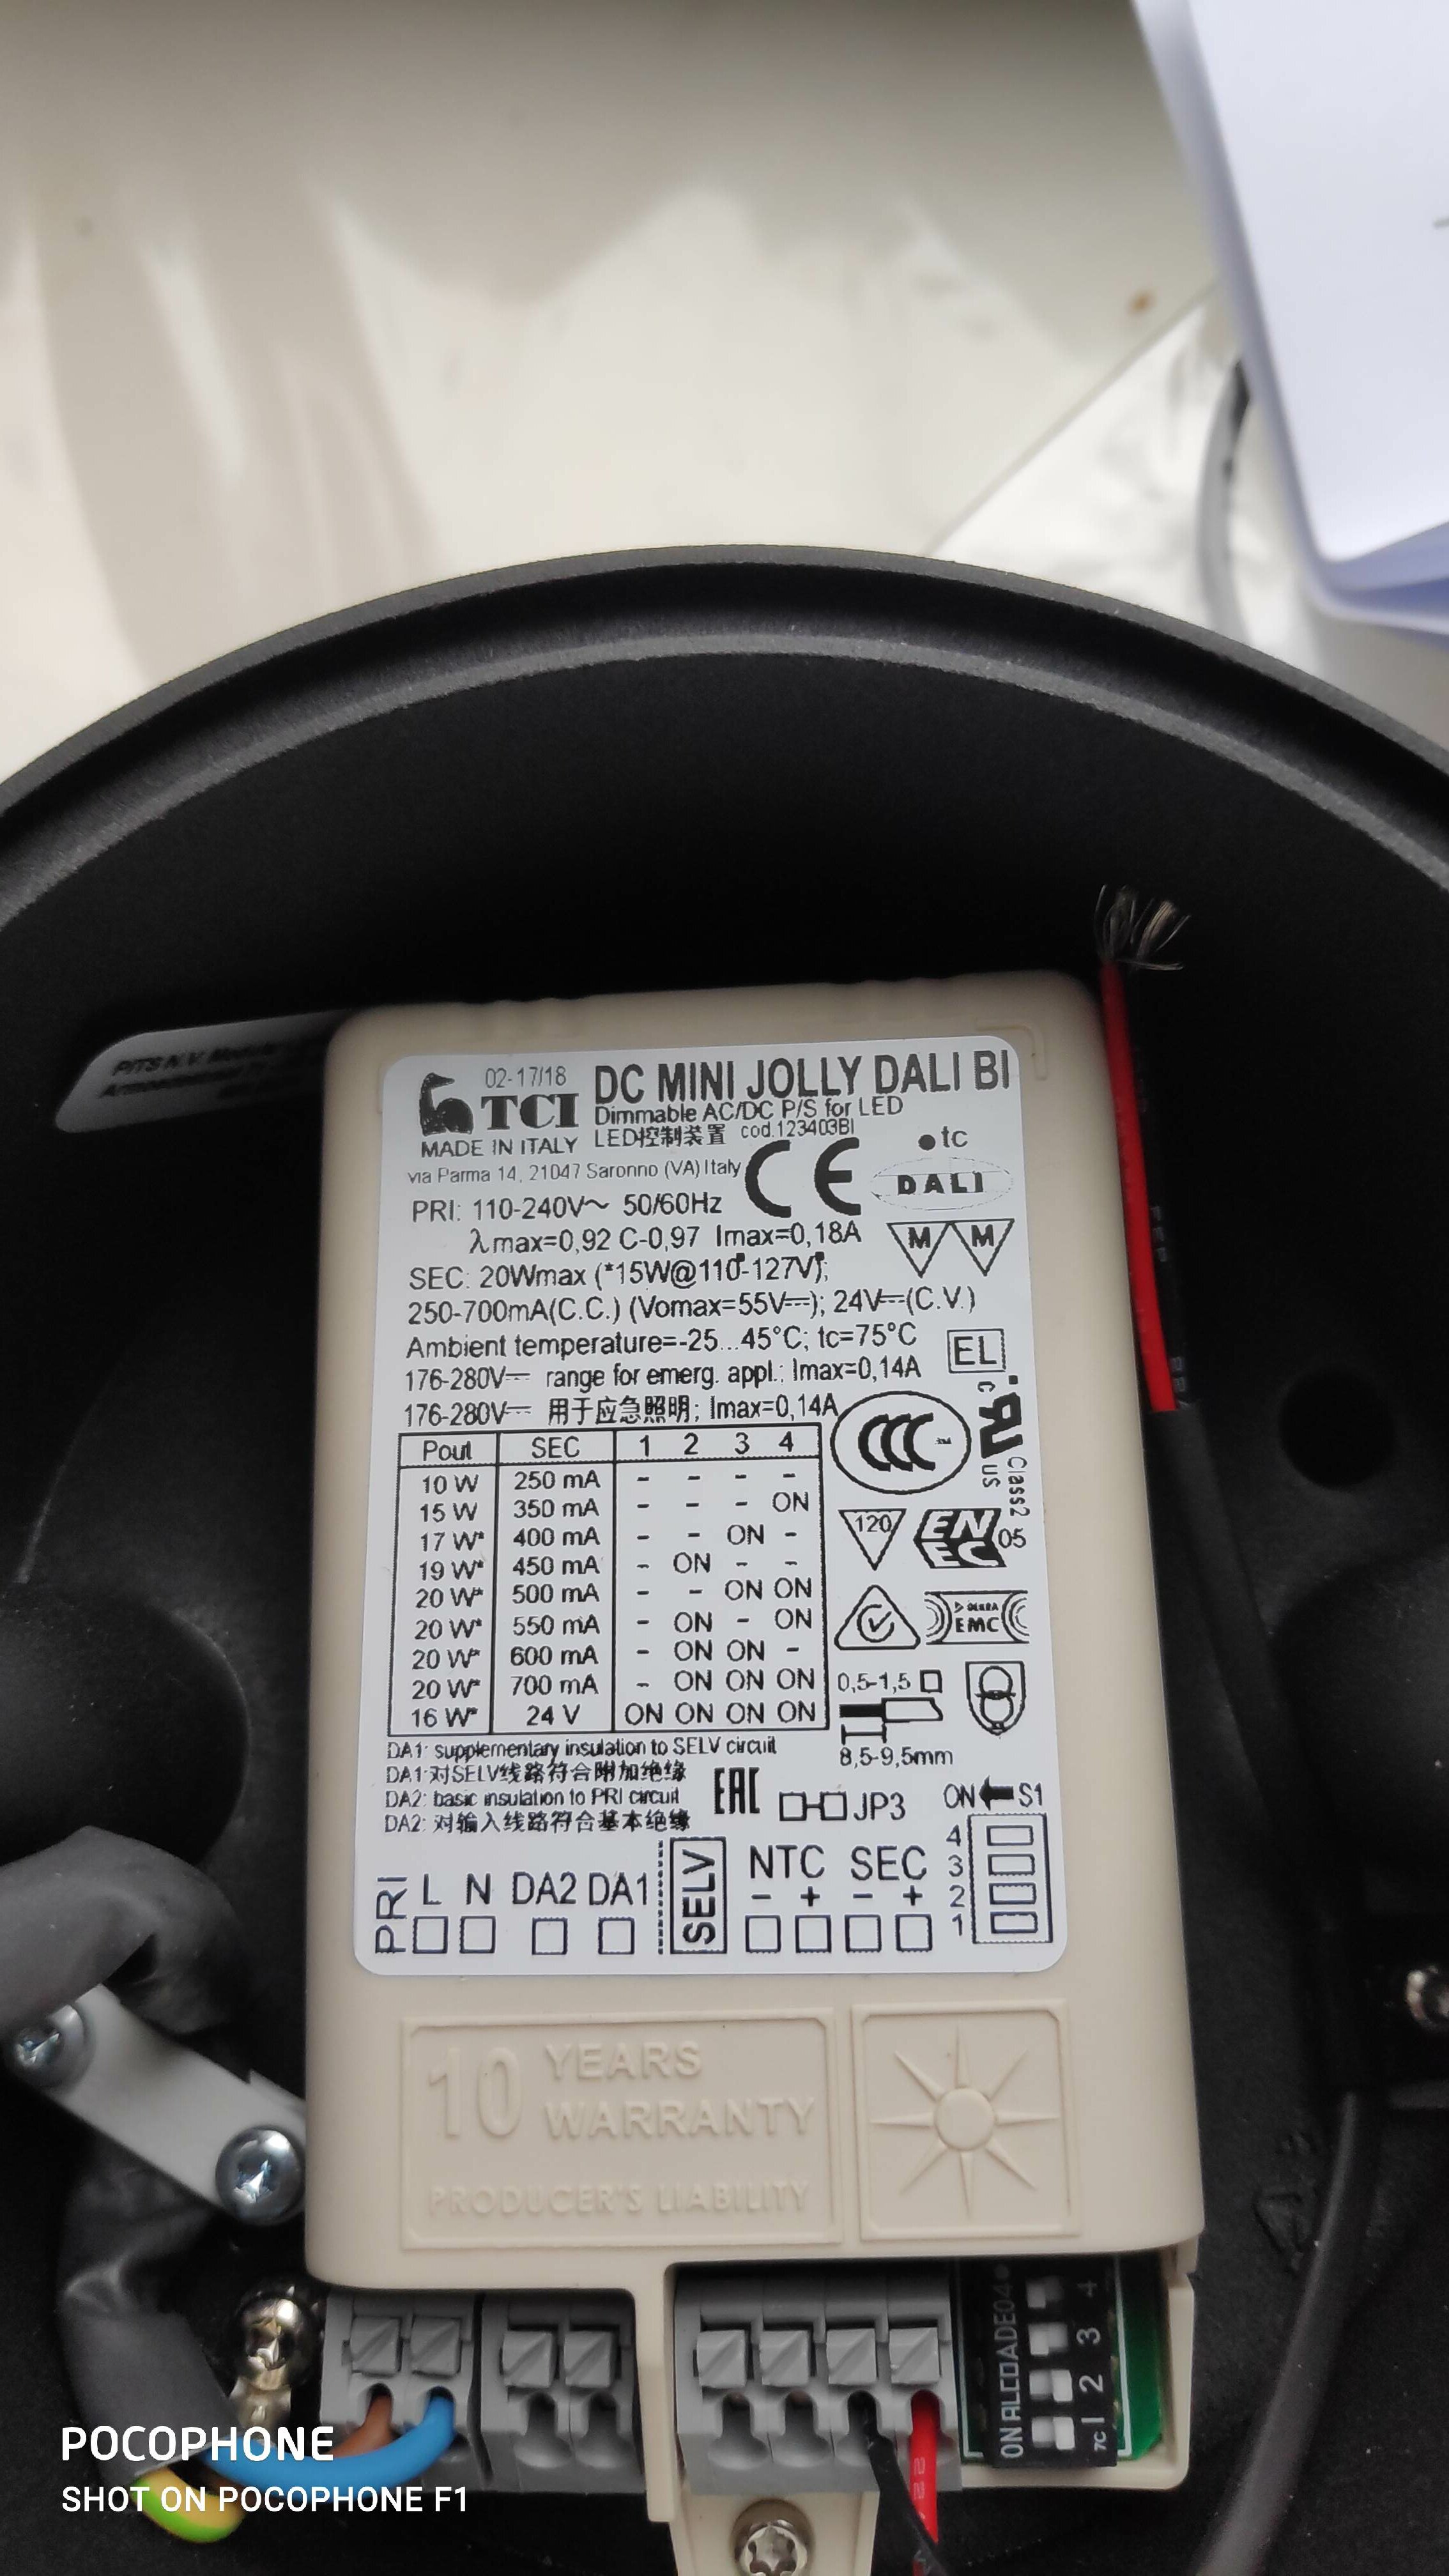 PITS N.V.
02-17/18
TCI
MADE IN ITALY
DC MINI JOLLY DALI BI
Dimmable AC/DC P/S for LED
LED控制装置 cod.123403BI
via Parma 14, 21047 Saronno (VA) Italy
CE
tc
DALI
PRI: 110-240V~ 50/60Hz
λmax=0,92 C-0,97 Imax=0,18A
M M
SEC: 20Wmax (*15W@110-127V);
250-700mA(C.C.) (Vomax=55V⎓); 24V⎓(C.V.)
Ambient temperature=-25...45°C; tc=75°C
EL
176-280V⎓ range for emerg. appl.; Imax=0,14A
176-280V⎓ 用于应急照明; Imax=0,14A
Pout SEC 1 2 3 4
10 W 250 mA - - - -
15 W 350 mA - - - ON
17 W* 400 mA - - ON -
19 W* 450 mA - ON - -
20 W* 500 mA - - ON ON
20 W* 550 mA - ON - ON
20 W* 600 mA - ON ON -
20 W* 700 mA - ON ON ON
16 W* 24 V ON ON ON ON
CCC
c US
Class2
120
ENEC 05
EMC
0,5-1,5
8,5-9,5mm
DA1: supplementary insulation to SELV circuit
DA1:对SELV线路符合附加绝缘
DA2: basic insulation to PRI circuit
DA2: 对输入线路符合基本绝缘
EAC
JP3
ON S1
4
3
2
1
PRI L N DA2 DA1
SELV
NTC SEC
- + - +
10 YEARS
WARRANTY
PRODUCER'S LIABILITY
ON ALCO ADE04
1 2 3 4
7C
POCOPHONE
SHOT ON POCOPHONE F1